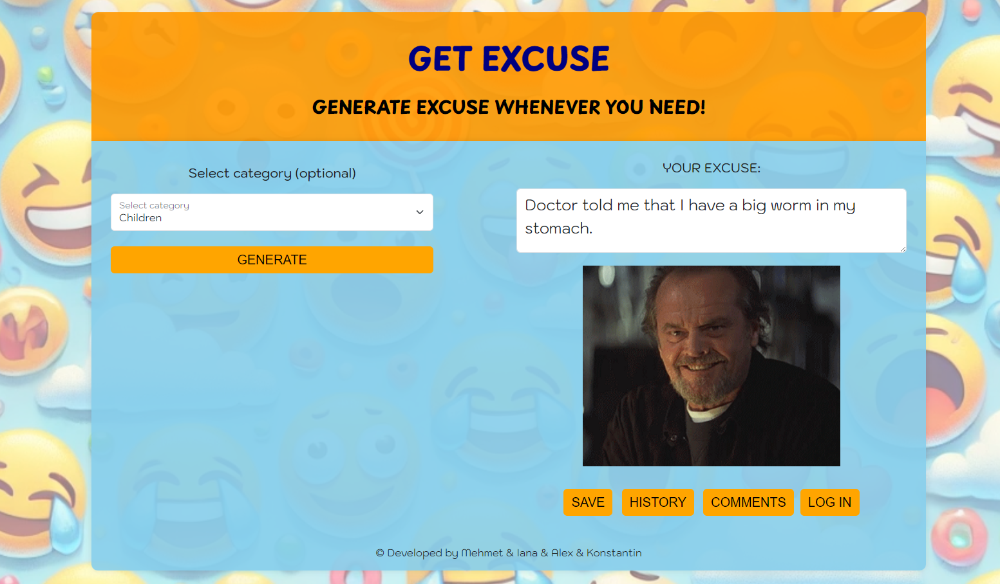 GET EXCUSE
GENERATE EXCUSE WHENEVER YOU NEED!
Select category (optional)
Select category
Children
GENERATE
YOUR EXCUSE:
Doctor told me that I have a big worm in my
stomach.
SAVE
HISTORY
COMMENTS
LOG IN
© Developed by Mehmet & Iana & Alex & Konstantin